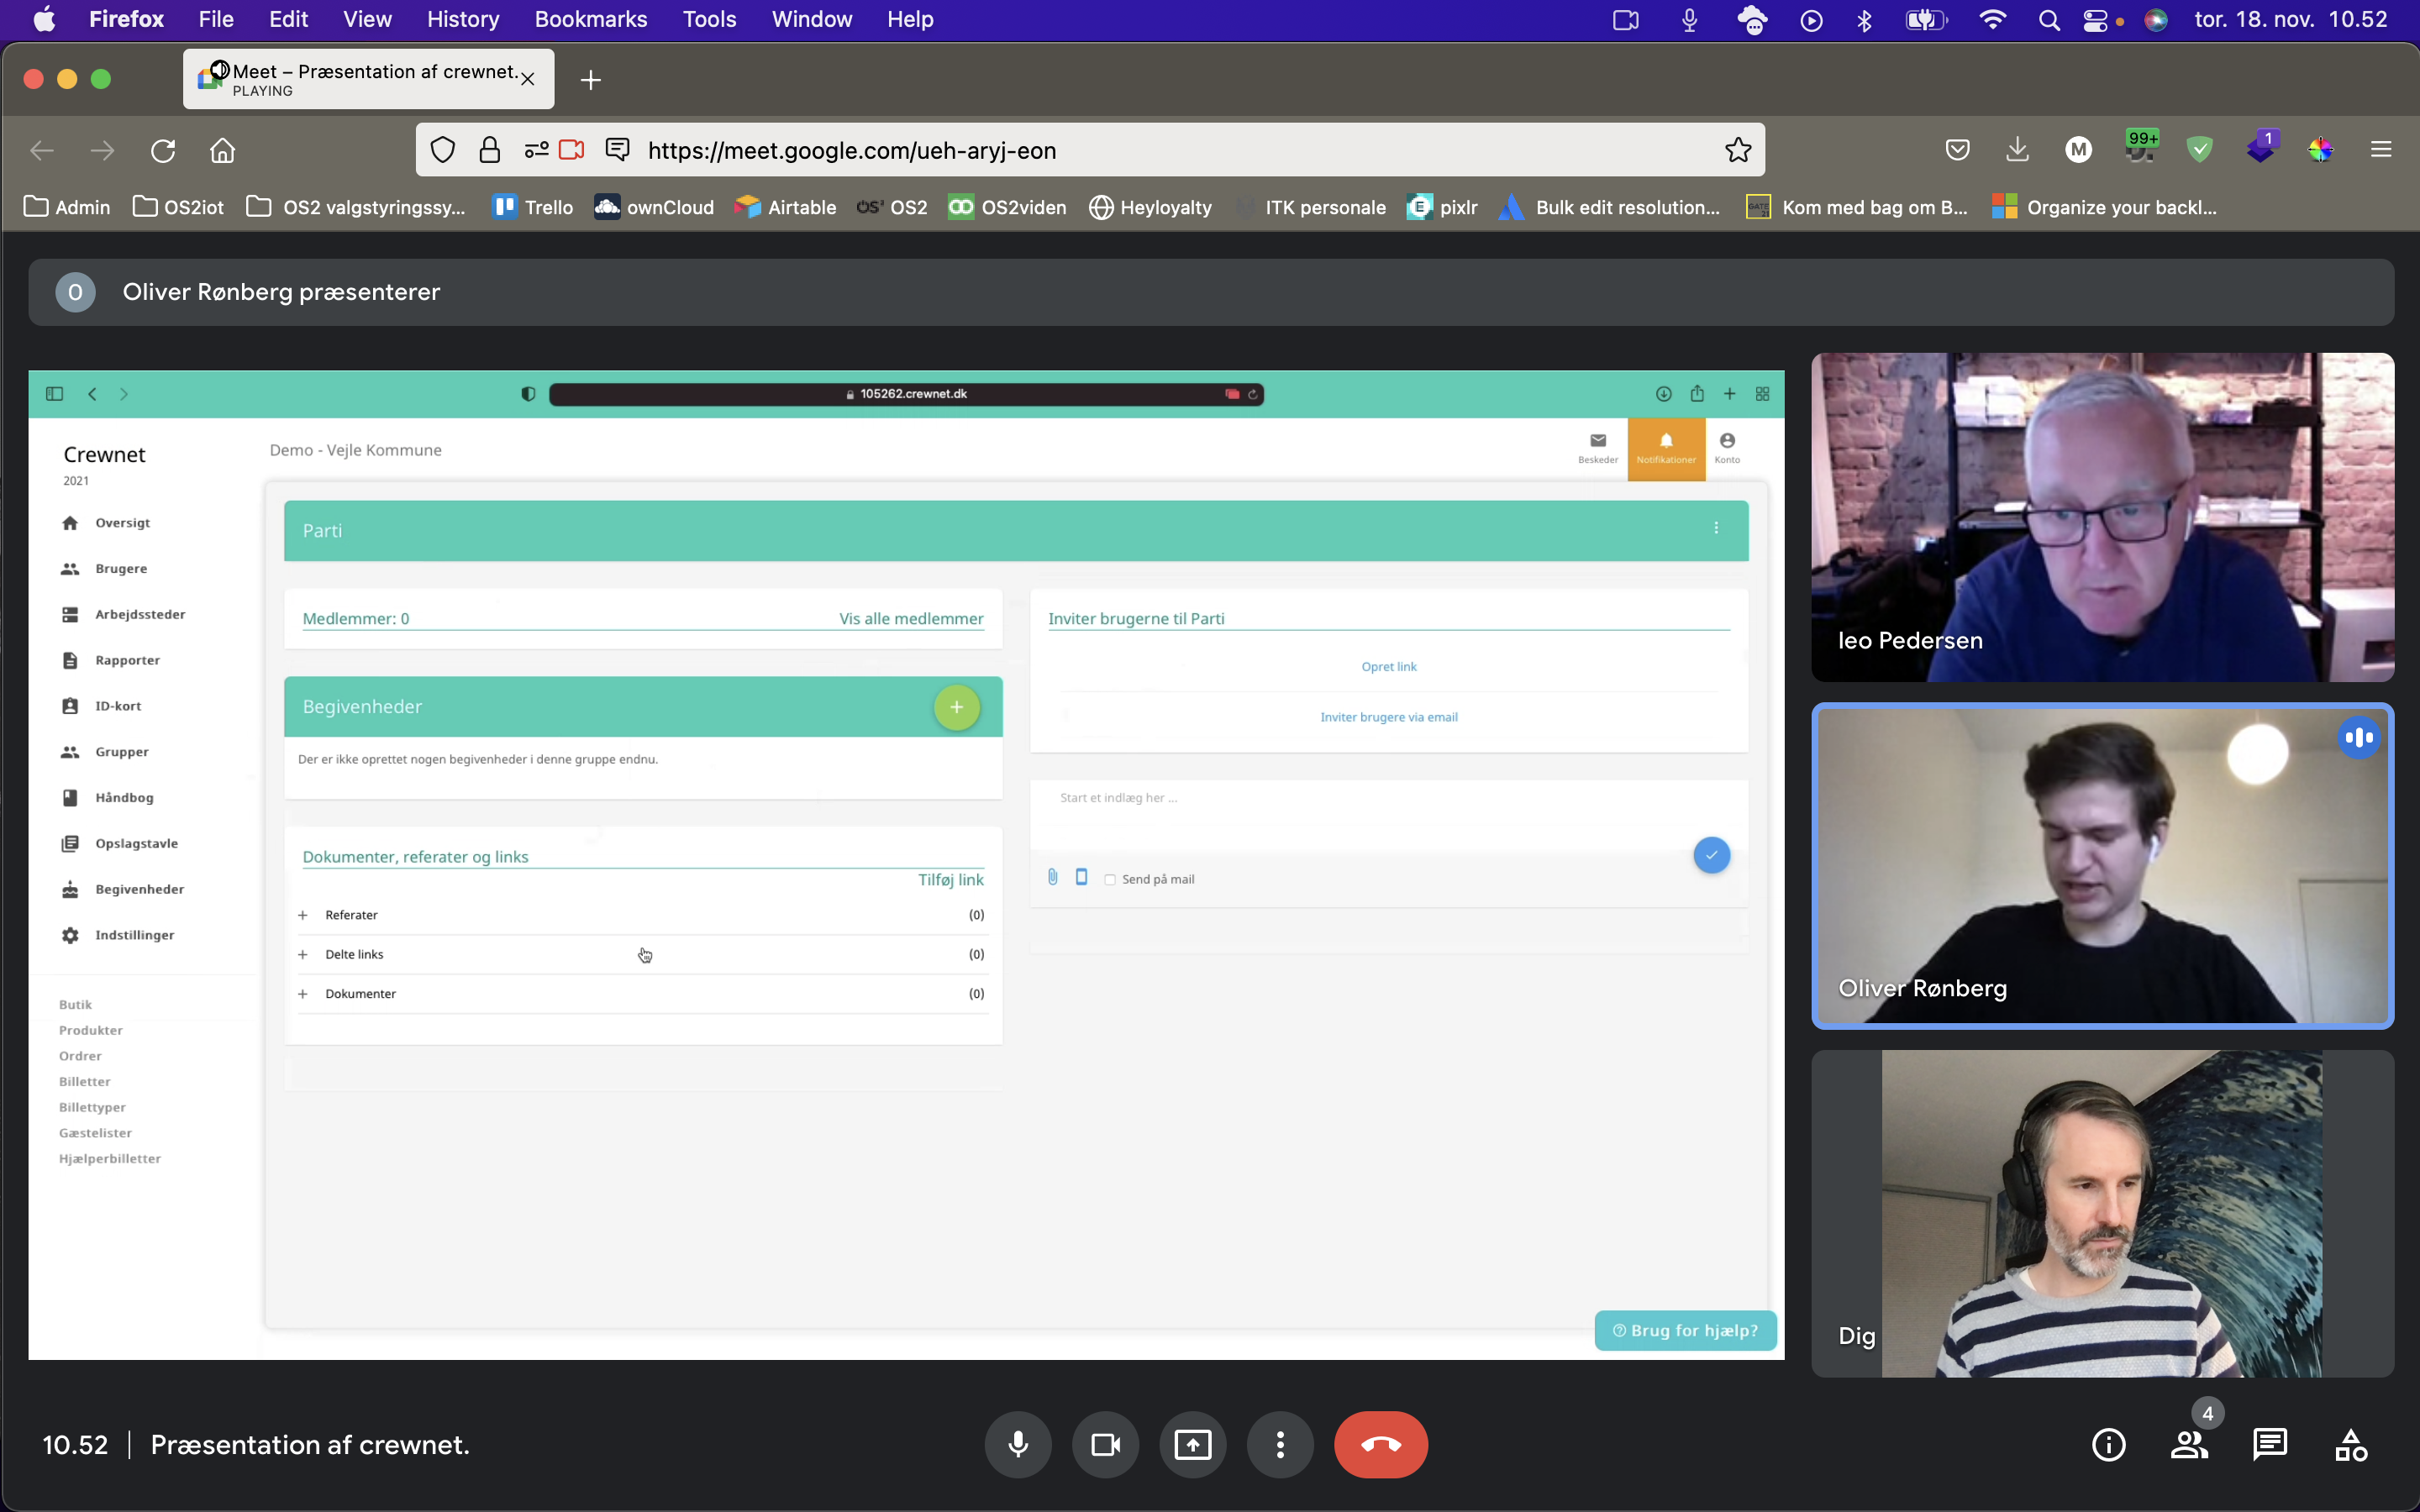 Firefox File Edit View History Bookmarks Tools Window Help tor. 18. nov. 10.52
Meet – Præsentation af crewnet.
PLAYING
https://meet.google.com/ueh-aryj-eon
M 99+ 1
Admin OS2iot OS2 valgstyringssy... Trello ownCloud Airtable OS2 OS2 OS2viden Heyloyalty ITK personale E pixlr Bulk edit resolution... Kom med bag om B... Organize your backl...
O Oliver Rønberg præsenterer
105262.crewnet.dk
Crewnet
2021
Demo - Vejle Kommune
Beskeder
Notifikationer
Konto
Oversigt
Brugere
Arbejdssteder
Rapporter
ID-kort
Grupper
Håndbog
Opslagstavle
Begivenheder
Indstillinger
Butik
Produkter
Ordrer
Billetter
Billettyper
Gæstelister
Hjælperbilletter
Parti
Medlemmer: 0 Vis alle medlemmer
Begivenheder
Der er ikke oprettet nogen begivenheder i denne gruppe endnu.
Dokumenter, referater og links
Tilføj link
+ Referater (0)
+ Delte links (0)
+ Dokumenter (0)
Inviter brugerne til Parti
Opret link
Inviter brugere via email
Start et indlæg her ...
Send på mail
Brug for hjælp?
leo Pedersen
Oliver Rønberg
Dig
10.52 | Præsentation af crewnet.
4